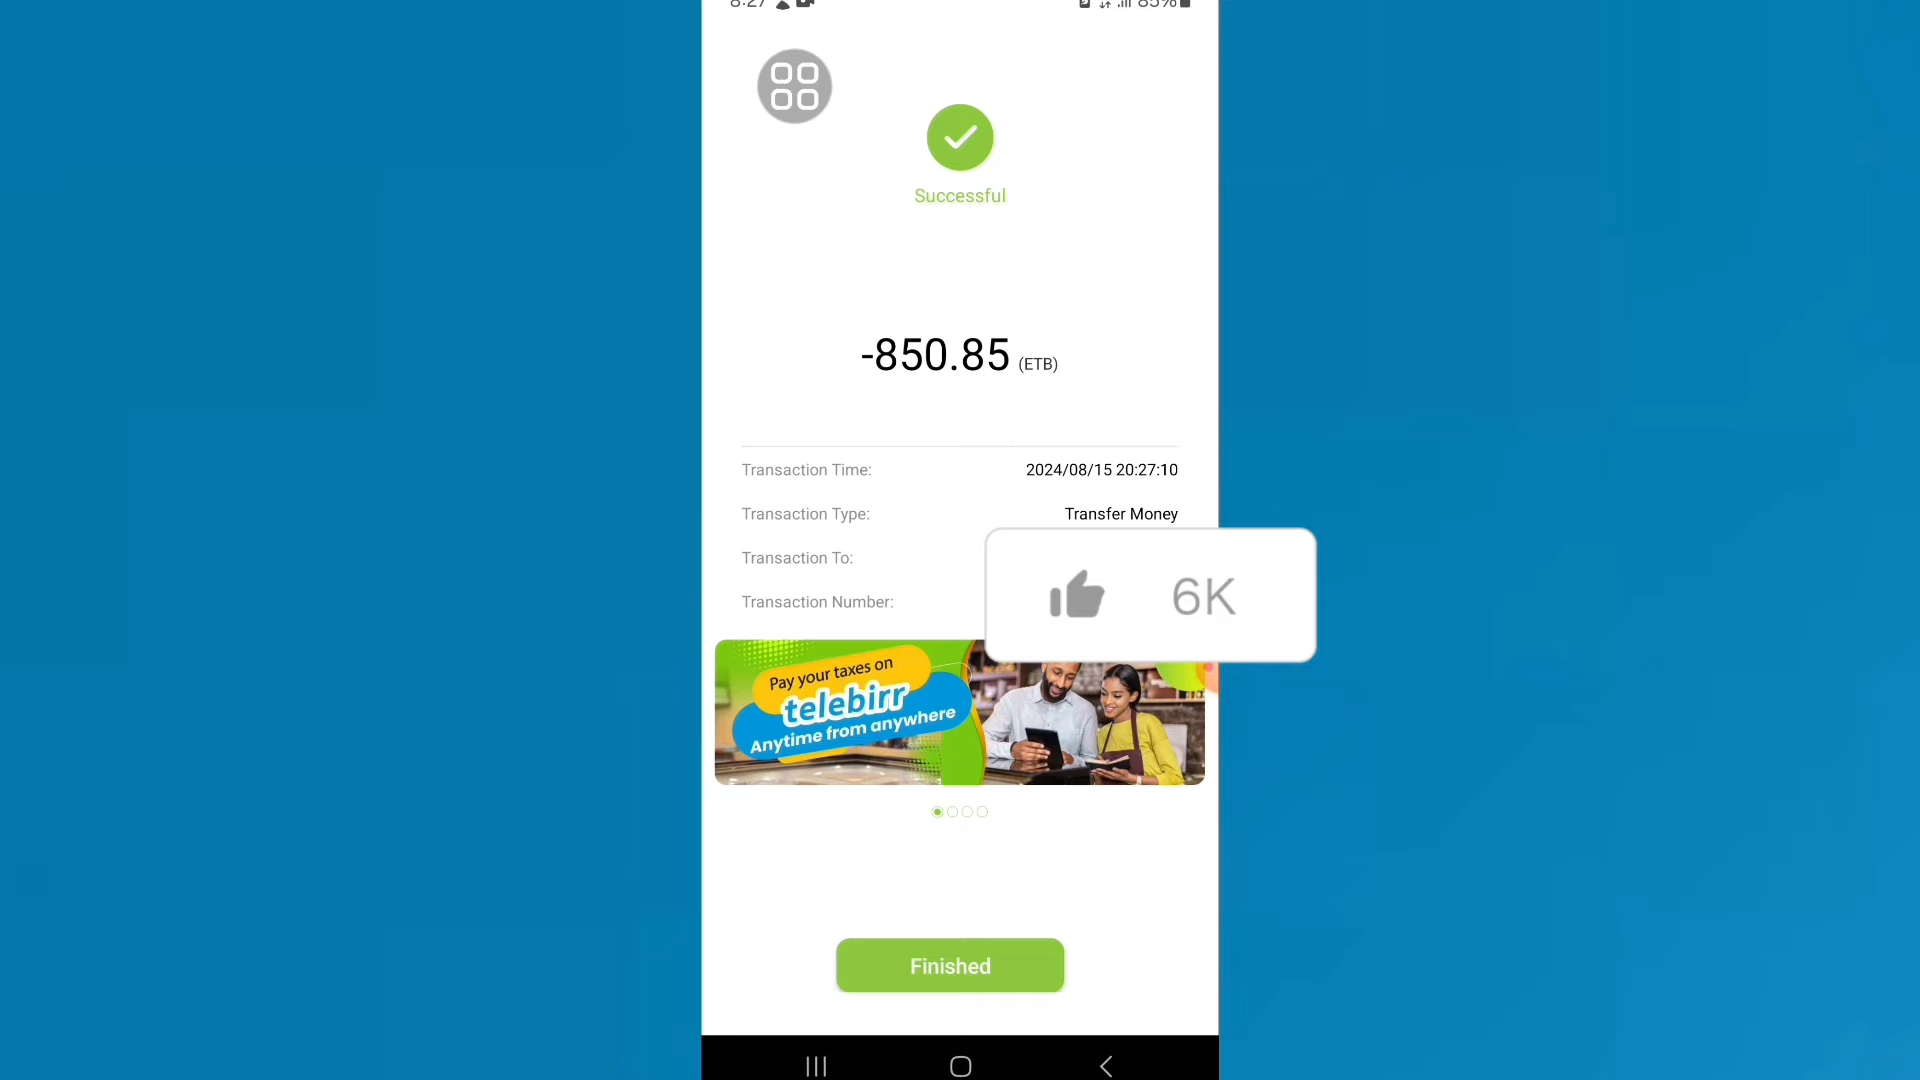 8:27 85%
Successful
-850.85 (ETB)
Transaction Time: 2024/08/15 20:27:10
Transaction Type: Transfer Money
Transaction To:
Transaction Number:
6K
Pay your taxes on
telebirr
Anytime from anywhere
Finished